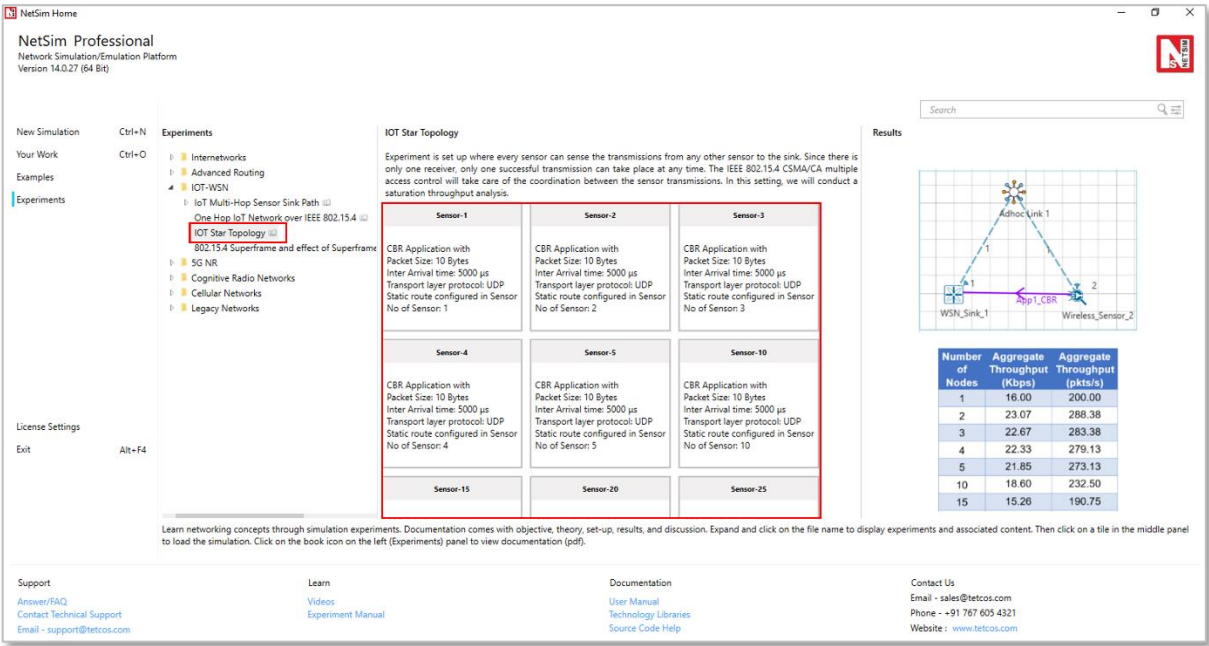 NetSim Home
NetSim Professional
Network Simulation/Emulation Platform
Version 14.0.27 (64 Bit)
NETSIM
Search
New Simulation Ctrl+N
Your Work Ctrl+O
Examples
Experiments
License Settings
Exit Alt+F4
Experiments
Internetworks
Advanced Routing
IOT-WSN
IoT Multi-Hop Sensor Sink Path
One Hop IoT Network over IEEE 802.15.4
IOT Star Topology
802.15.4 Superframe and effect of Superframe
5G NR
Cognitive Radio Networks
Cellular Networks
Legacy Networks
IOT Star Topology
Experiment is set up where every sensor can sense the transmissions from any other sensor to the sink. Since there is
only one receiver, only one successful transmission can take place at any time. The IEEE 802.15.4 CSMA/CA multiple
access control will take care of the coordination between the sensor transmissions. In this setting, we will conduct a
saturation throughput analysis.
Sensor-1
CBR Application with
Packet Size: 10 Bytes
Inter Arrival time: 5000 µs
Transport layer protocol: UDP
Static route configured in Sensor
No of Sensor: 1
Sensor-2
CBR Application with
Packet Size: 10 Bytes
Inter Arrival time: 5000 µs
Transport layer protocol: UDP
Static route configured in Sensor
No of Sensor: 2
Sensor-3
CBR Application with
Packet Size: 10 Bytes
Inter Arrival time: 5000 µs
Transport layer protocol: UDP
Static route configured in Sensor
No of Sensor: 3
Sensor-4
CBR Application with
Packet Size: 10 Bytes
Inter Arrival time: 5000 µs
Transport layer protocol: UDP
Static route configured in Sensor
No of Sensor: 4
Sensor-5
CBR Application with
Packet Size: 10 Bytes
Inter Arrival time: 5000 µs
Transport layer protocol: UDP
Static route configured in Sensor
No of Sensor: 5
Sensor-10
CBR Application with
Packet Size: 10 Bytes
Inter Arrival time: 5000 µs
Transport layer protocol: UDP
Static route configured in Sensor
No of Sensor: 10
Sensor-15
Sensor-20
Sensor-25
Results
Adhoc Link 1
1
1
1
2
App1_CBR
WSN_Sink_1
Wireless_Sensor_2
Number of Nodes Aggregate Throughput (Kbps) Aggregate Throughput (pkts/s)
1 16.00 200.00
2 23.07 288.38
3 22.67 283.38
4 22.33 279.13
5 21.85 273.13
10 18.60 232.50
15 15.26 190.75
Learn networking concepts through simulation experiments. Documentation comes with objective, theory, set-up, results, and discussion. Expand and click on the file name to display experiments and associated content. Then click on a tile in the middle panel
to load the simulation. Click on the book icon on the left (Experiments) panel to view documentation (pdf).
Support
Answer/FAQ
Contact Technical Support
Email - support@tetcos.com
Learn
Videos
Experiment Manual
Documentation
User Manual
Technology Libraries
Source Code Help
Contact Us
Email - sales@tetcos.com
Phone - +91 767 605 4321
Website : www.tetcos.com